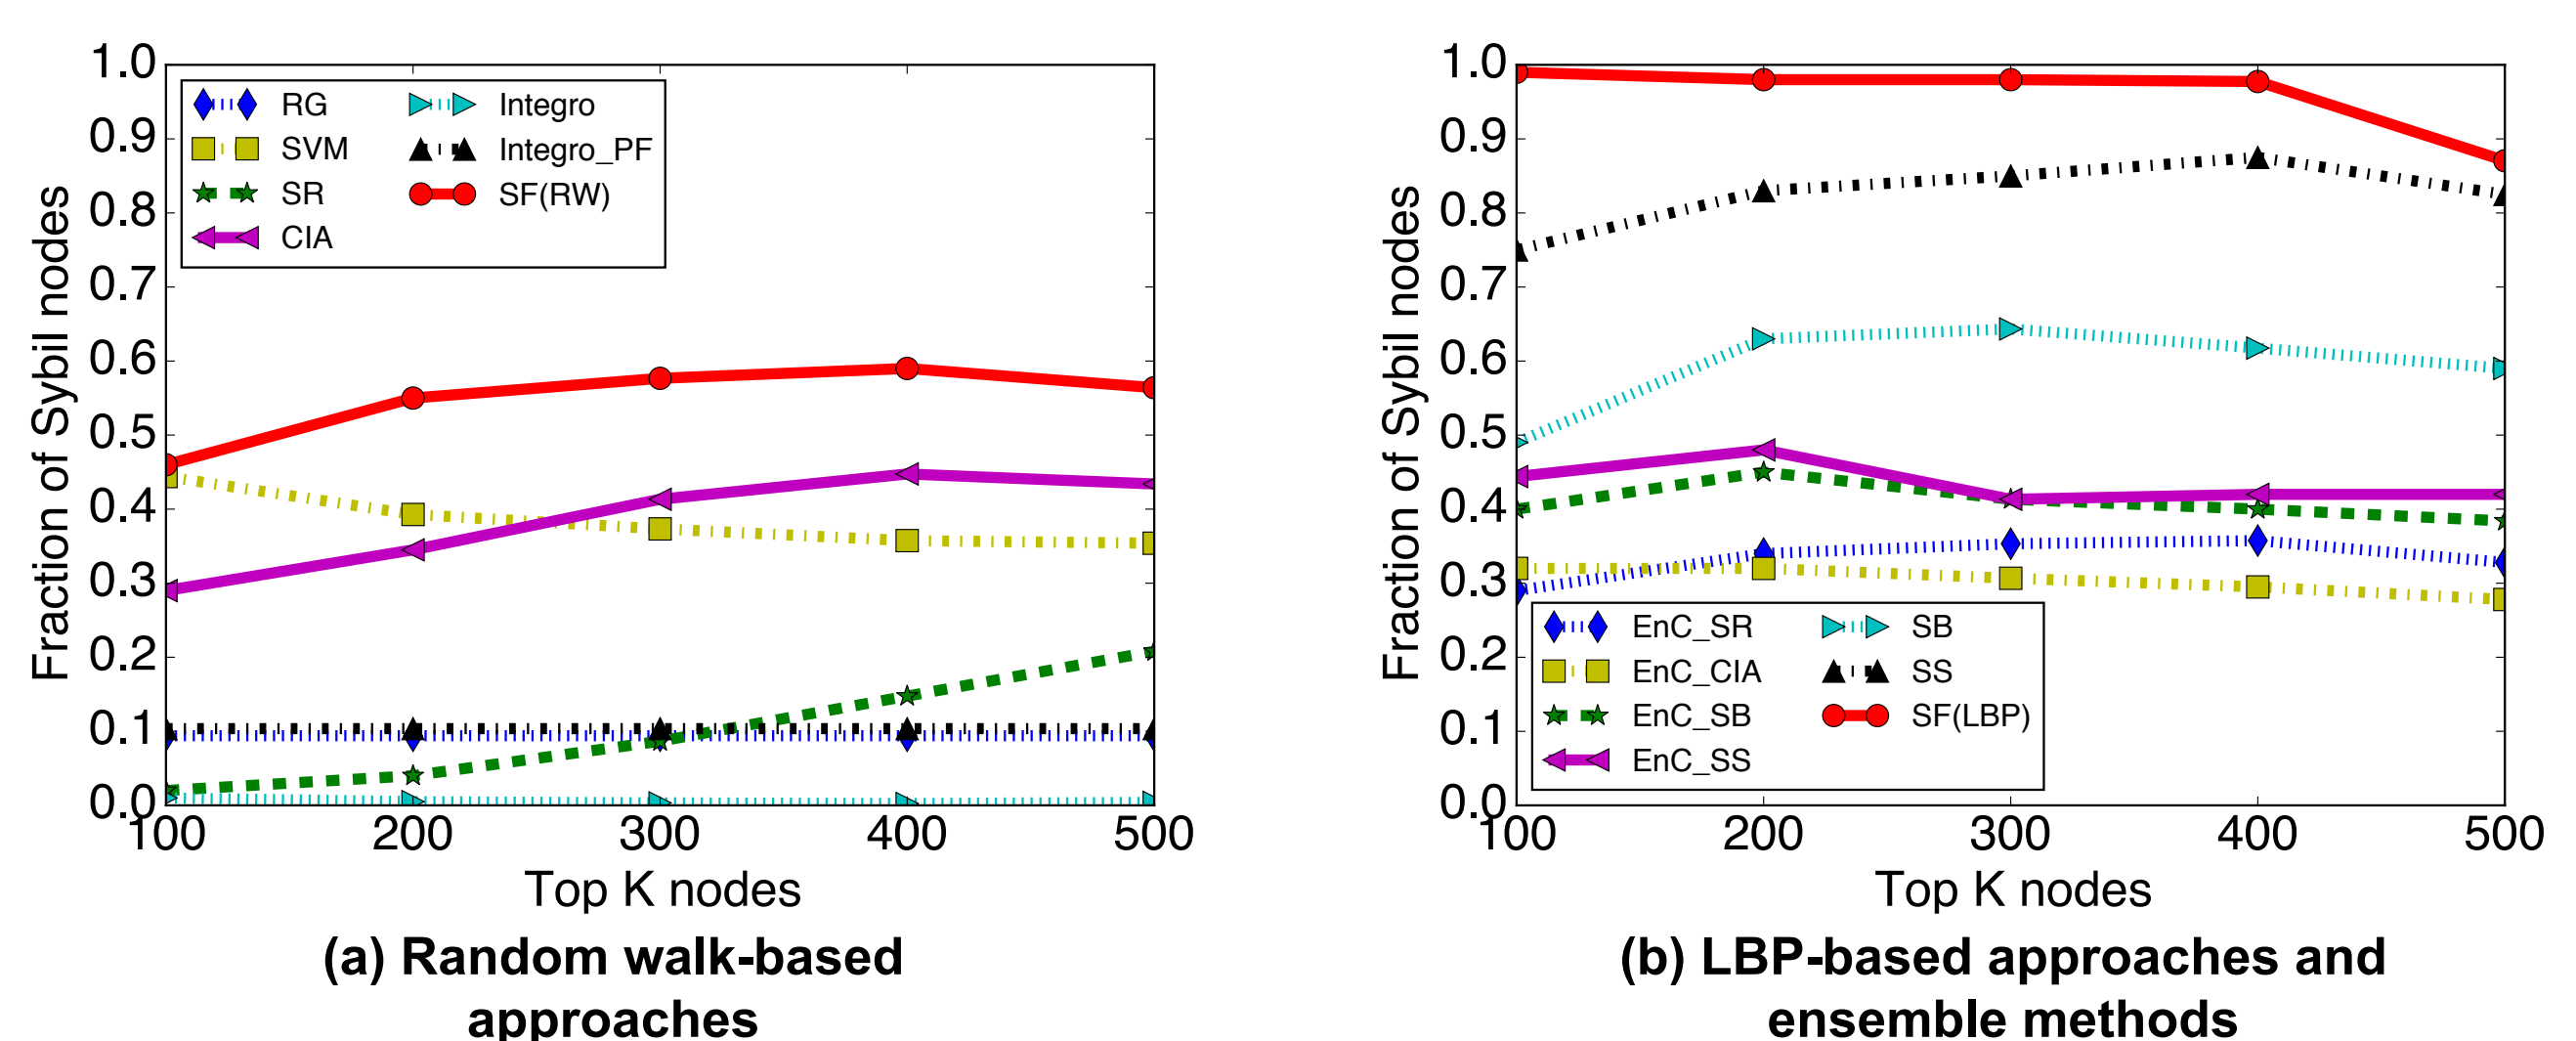 1.0
0.9
0.8
0.7
0.6
0.5
0.4
0.3
0.2
0.1
0.0
Fraction of Sybil nodes
RG
SVM
SR
CIA
Integro
Integro_PF
SF(RW)
100 200 300 400 500
Top K nodes
(a) Random walk-based
approaches
1.0
0.9
0.8
0.7
0.6
0.5
0.4
0.3
0.2
0.1
0.0
Fraction of Sybil nodes
EnC_SR
EnC_CIA
EnC_SB
EnC_SS
SB
SS
SF(LBP)
100 200 300 400 500
Top K nodes
(b) LBP-based approaches and
ensemble methods